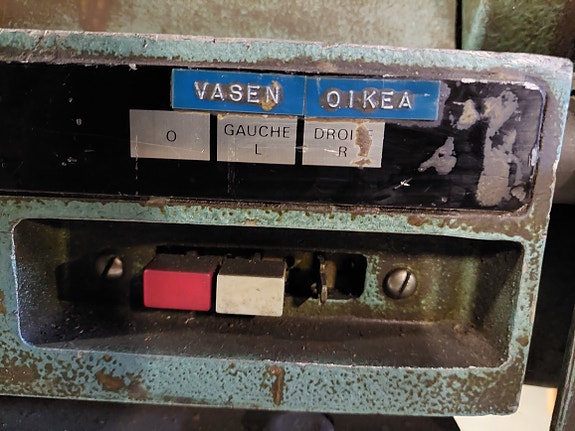 VASEN OIKEA
O GAUCHE DROITE
L R